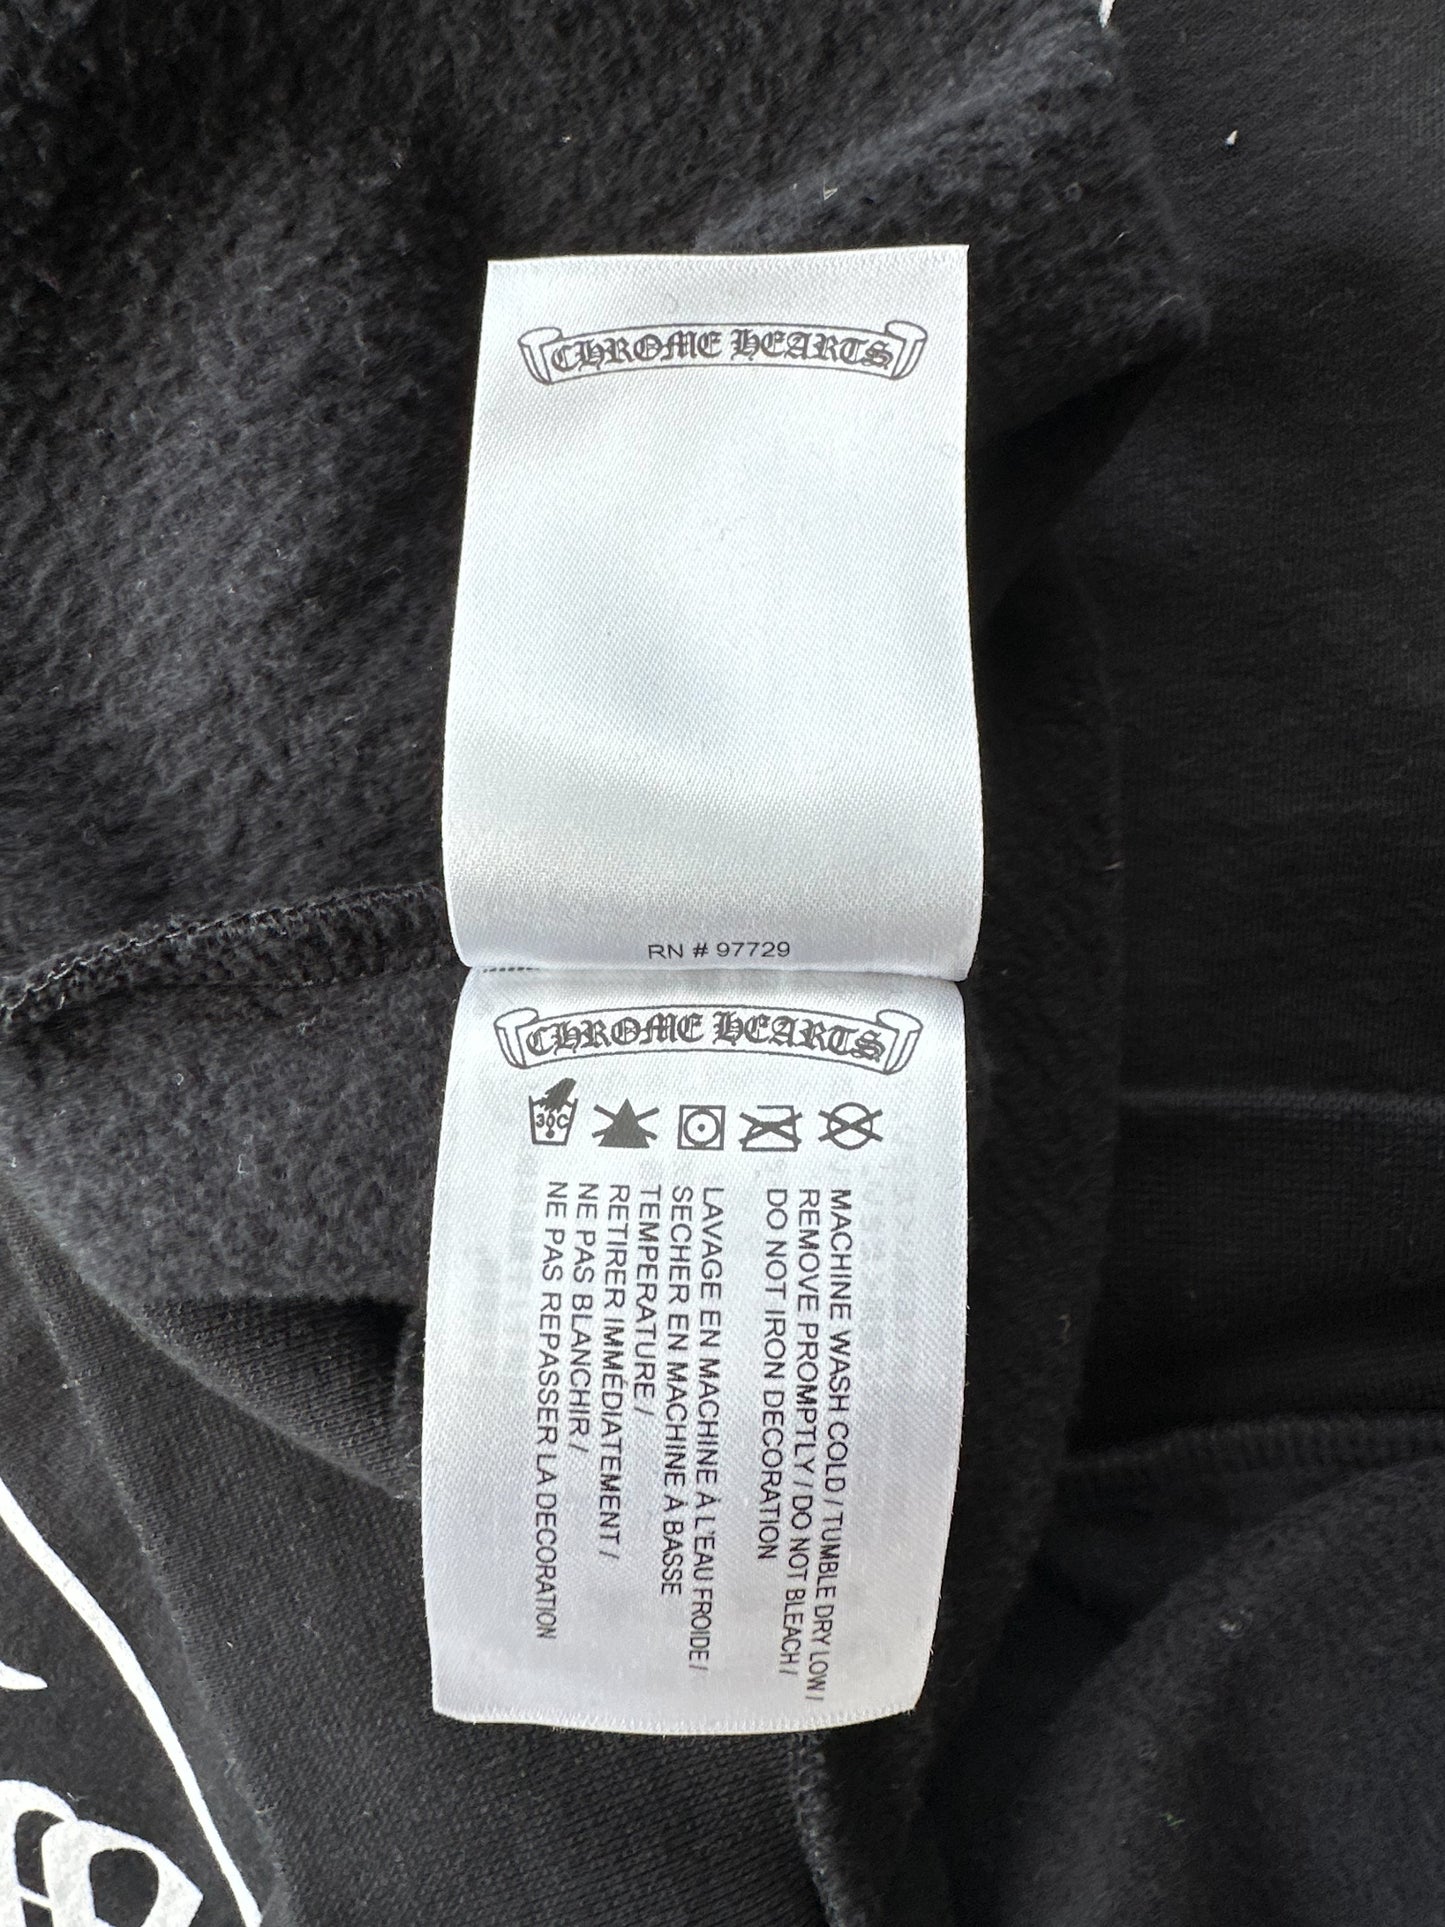 CHROME HEARTS
RN # 97729
CHROME HEARTS
30C
MACHINE WASH COLD / TUMBLE DRY LOW /
REMOVE PROMPTLY / DO NOT BLEACH /
DO NOT IRON DECORATION
LAVAGE EN MACHINE À L'EAU FROIDE /
SECHER EN MACHINE À BASSE
TEMPERATURE /
RETIRER IMMÉDIATEMENT /
NE PAS BLANCHIR /
NE PAS REPASSER LA DECORATION